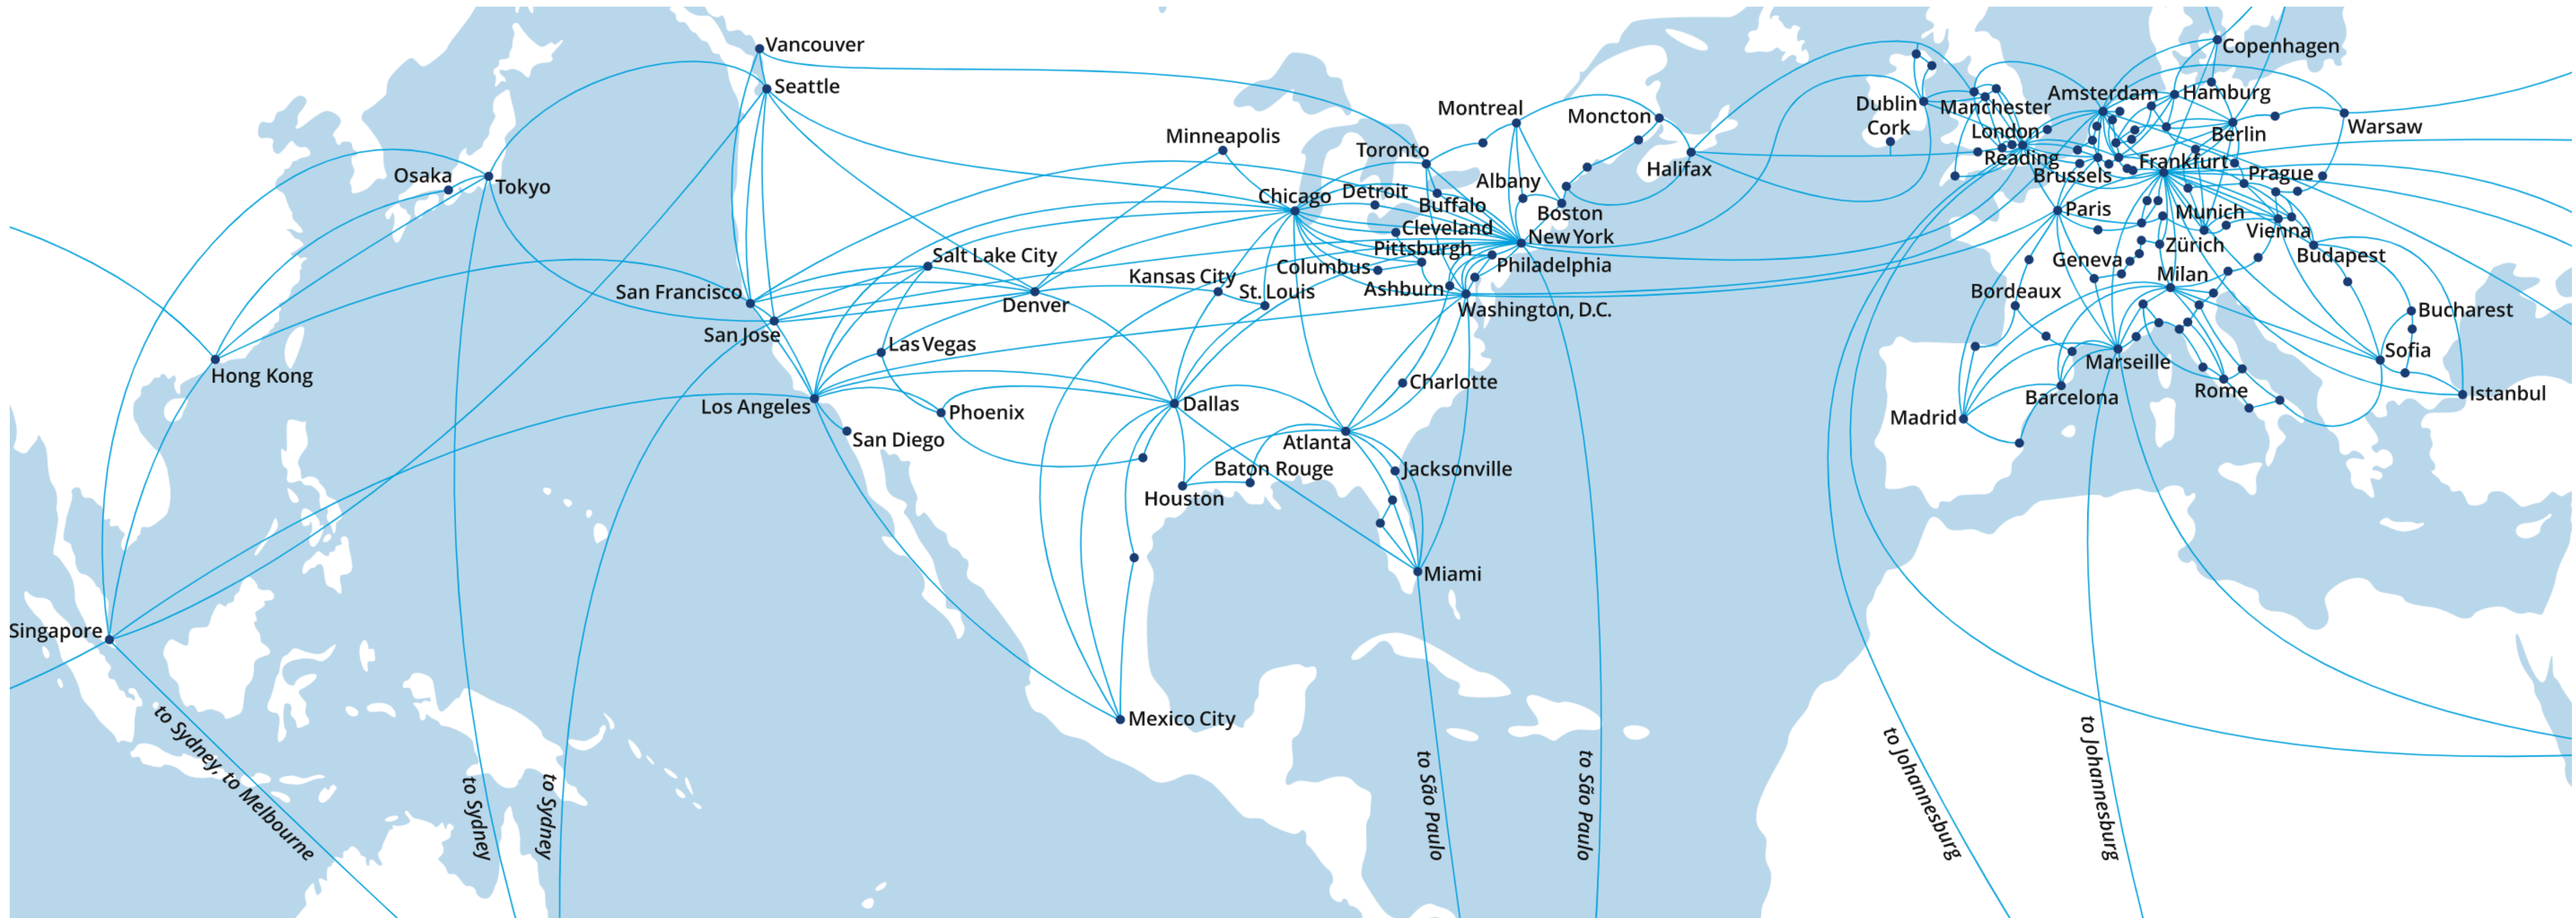 Vancouver
Copenhagen
Seattle
Amsterdam
Hamburg
Dublin
Manchester
Montreal
Moncton
Cork
London
Berlin
Warsaw
Minneapolis
Toronto
Halifax
Reading
Frankfurt
Brussels
Prague
Osaka
Tokyo
Chicago
Detroit
Albany
Buffalo
Boston
Paris
Munich
Cleveland
New York
Vienna
Pittsburgh
Zürich
Salt Lake City
Columbus
Philadelphia
Geneva
Budapest
Kansas City
Milan
San Francisco
St. Louis
Ashburn
Bordeaux
Denver
Washington, D.C.
Bucharest
San Jose
Las Vegas
Sofia
Hong Kong
Marseille
Charlotte
Rome
Istanbul
Los Angeles
Dallas
Barcelona
Phoenix
Madrid
San Diego
Atlanta
Baton Rouge
Jacksonville
Houston
Miami
Singapore
Mexico City
to Sydney, to Melbourne
to Sydney
to Sydney
to São Paulo
to São Paulo
to Johannesburg
to Johannesburg